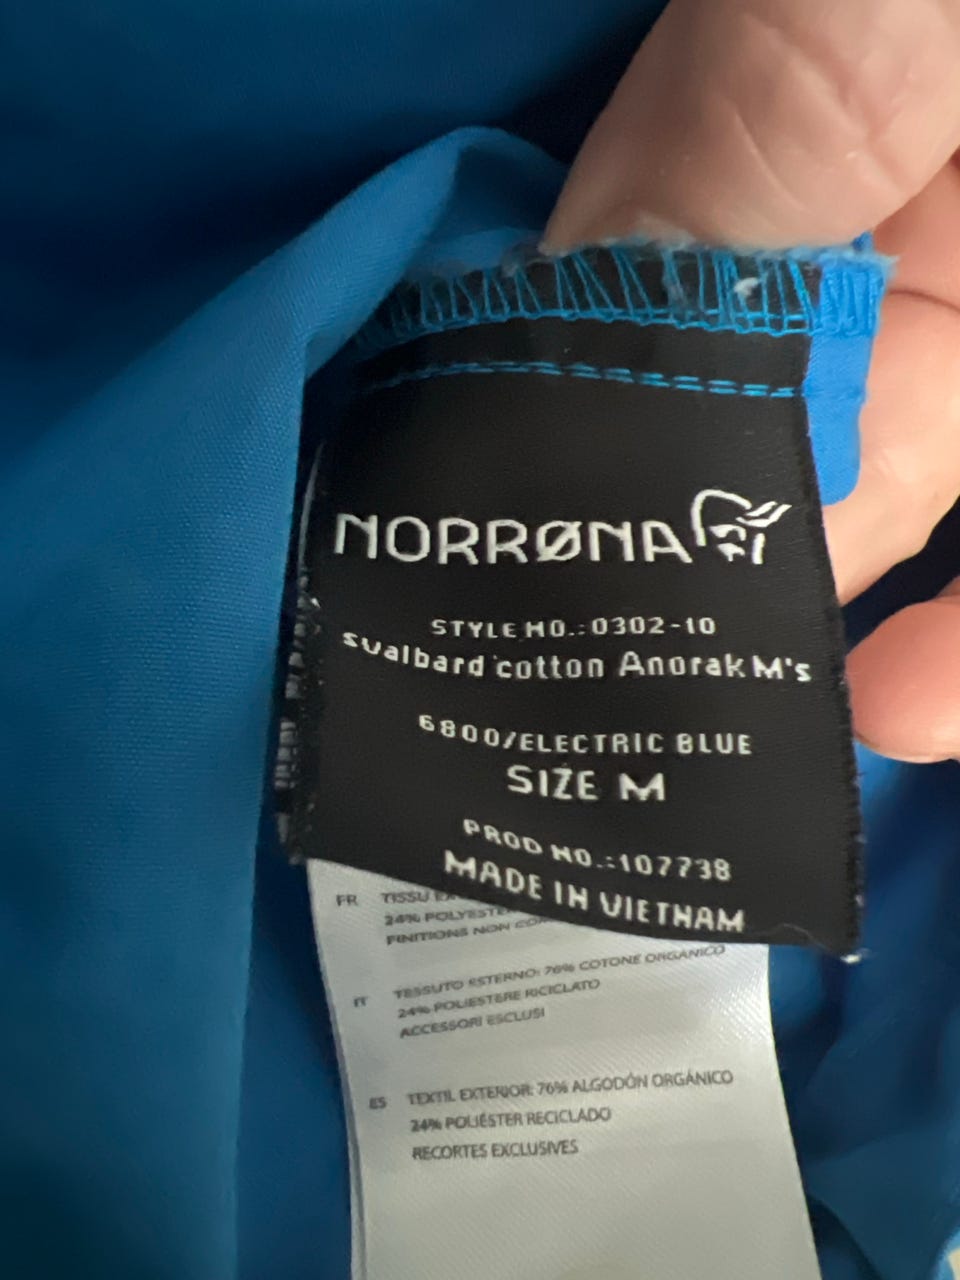 NORRØNA
STYLE NO.:0302-10
svalbard cotton Anorak M's
6800/ELECTRIC BLUE
SIZE M
PROD NO.:107738
MADE IN VIETNAM
FR TISSU
24% POLYESTE
FINITIONS NON
IT TESSUTO ESTERNO: 76% COTONE ORGANICO
24% POLIESTERE RICICLATO
ACCESSORI ESCLUSI
ES TEXTIL EXTERIOR: 76% ALGODÓN ORGÁNICO
24% POLIÉSTER RECICLADO
RECORTES EXCLUSIVES